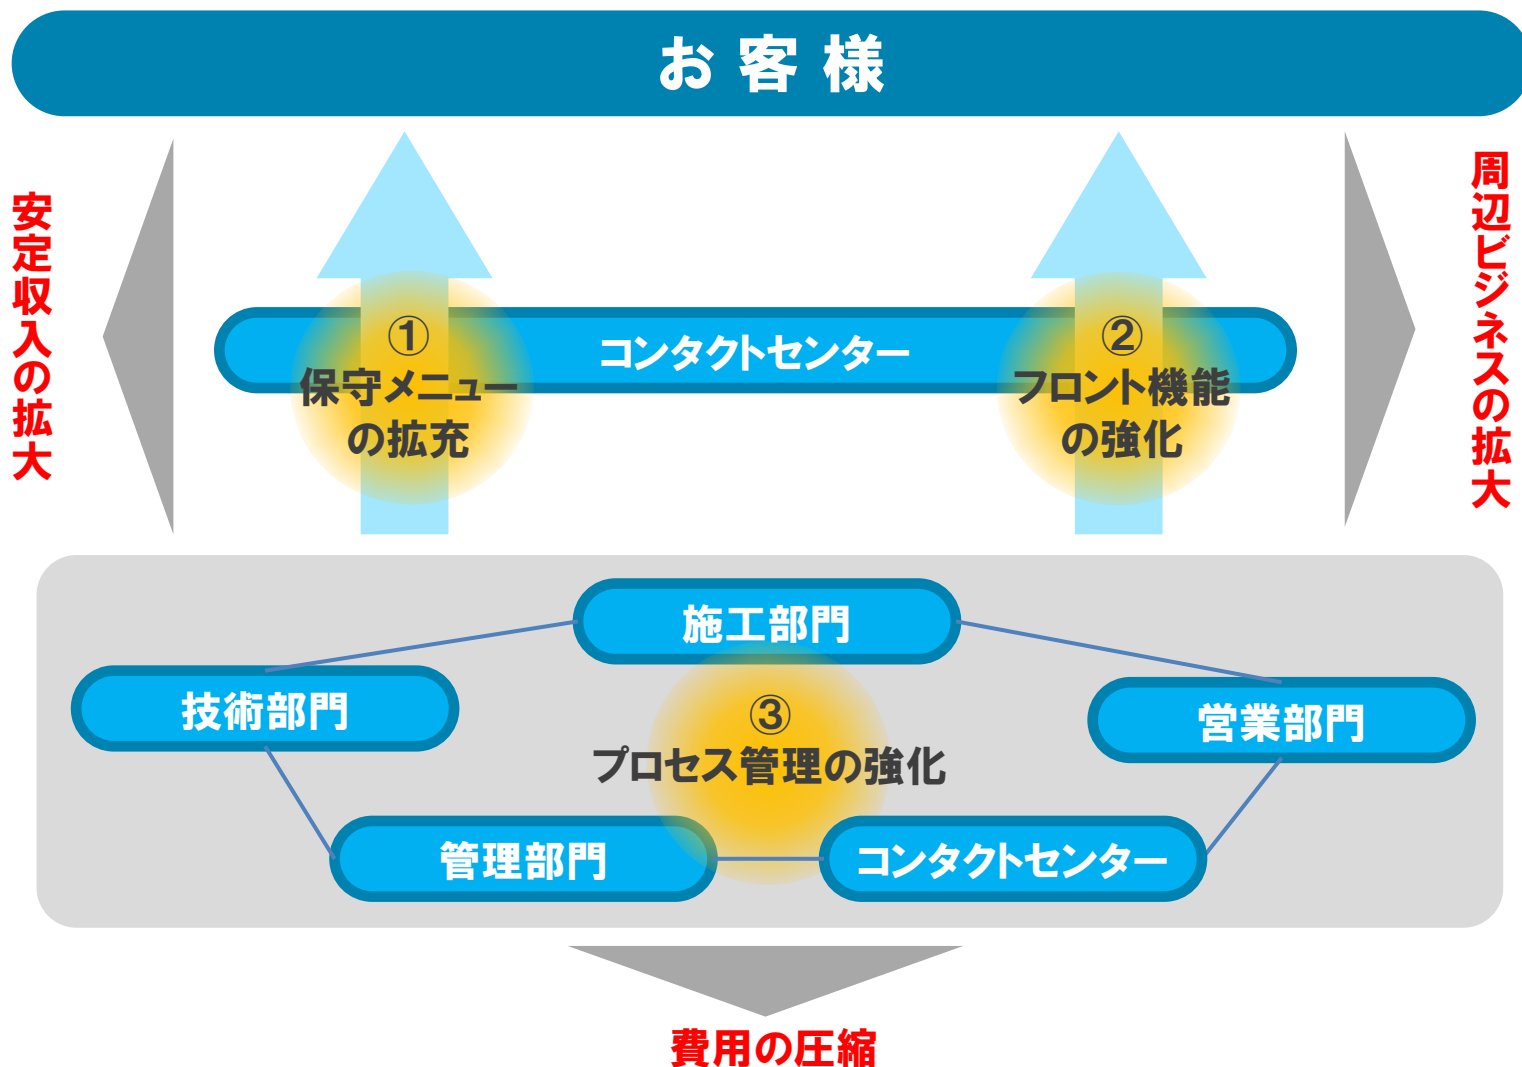 お客様
安定収入の拡大
周辺ビジネスの拡大
コンタクトセンター
①
保守メニュー
の拡充
②
フロント機能
の強化
施工部門
技術部門
営業部門
③
プロセス管理の強化
管理部門
コンタクトセンター
費用の圧縮